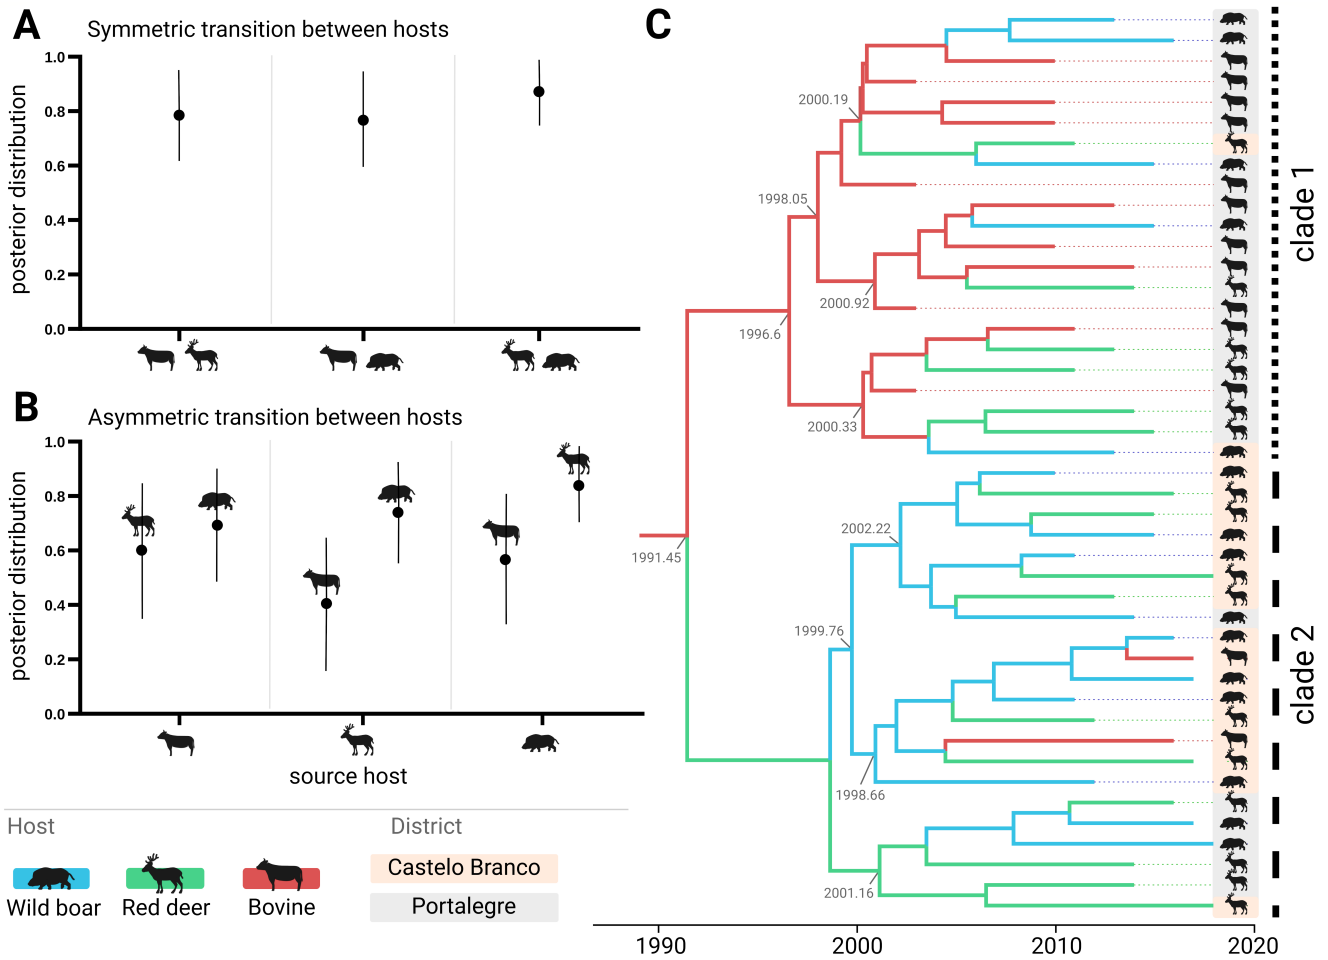 A
Symmetric transition between hosts
posterior distribution
1.0
0.8
0.6
0.4
0.2
0.0
B
Asymmetric transition between hosts
posterior distribution
1.0
0.8
0.6
0.4
0.2
0.0
source host
Host
District
Wild boar
Red deer
Bovine
Castelo Branco
Portalegre
C
2000.19
1998.05
2000.92
1996.6
2000.33
1991.45
2002.22
1999.76
1998.66
2001.16
clade 1
clade 2
1990
2000
2010
2020